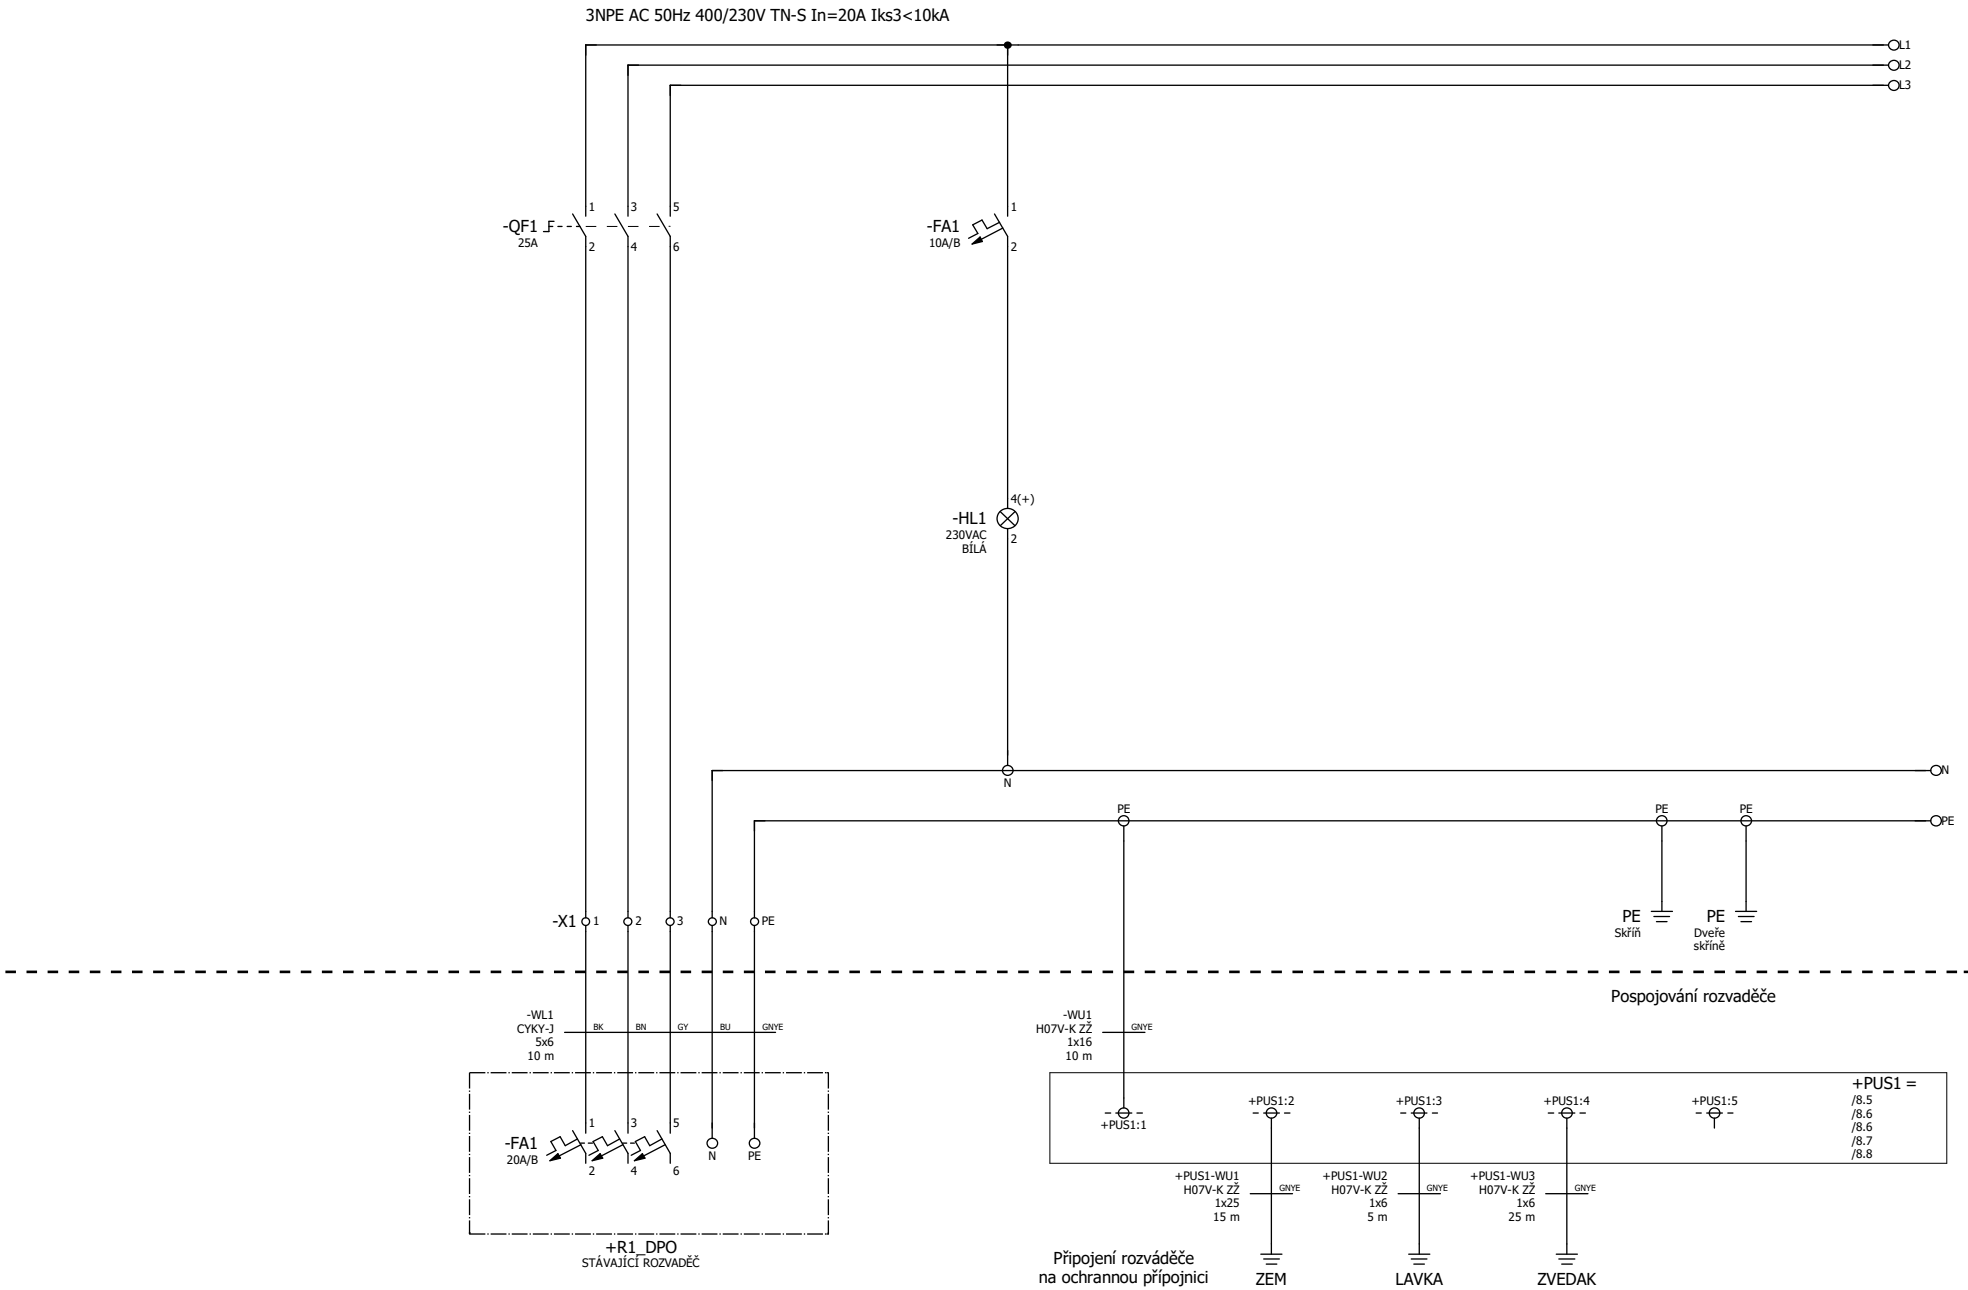 3NPE AC 50Hz 400/230V TN-S In=20A Iks3<10kA
L1
L2
L3
-QF1
25A
1
3
5
2
4
6
-FA1
10A/B
1
2
-HL1
230VAC
BÍLÁ
4(+)
2
N
N
PE
PE
PE
PE
-X1
1
2
3
N
PE
PE
Skříň
PE
Dveře
skříně
Pospojování rozvaděče
-WL1
CYKY-J
5x6
10 m
BK
BN
GY
BU
GNYE
-WU1
H07V-K ZŽ
1x16
10 m
GNYE
-FA1
20A/B
1
3
5
2
4
6
N
PE
+R1_DPO
STÁVAJÍCÍ ROZVADĚČ
+PUS1:1
+PUS1:2
+PUS1:3
+PUS1:4
+PUS1:5
+PUS1 =
/8.5
/8.6
/8.6
/8.7
/8.8
+PUS1-WU1
H07V-K ZŽ
1x25
15 m
GNYE
+PUS1-WU2
H07V-K ZŽ
1x6
5 m
GNYE
+PUS1-WU3
H07V-K ZŽ
1x6
25 m
GNYE
Připojení rozváděče
na ochrannou přípojnici
ZEM
LAVKA
ZVEDAK